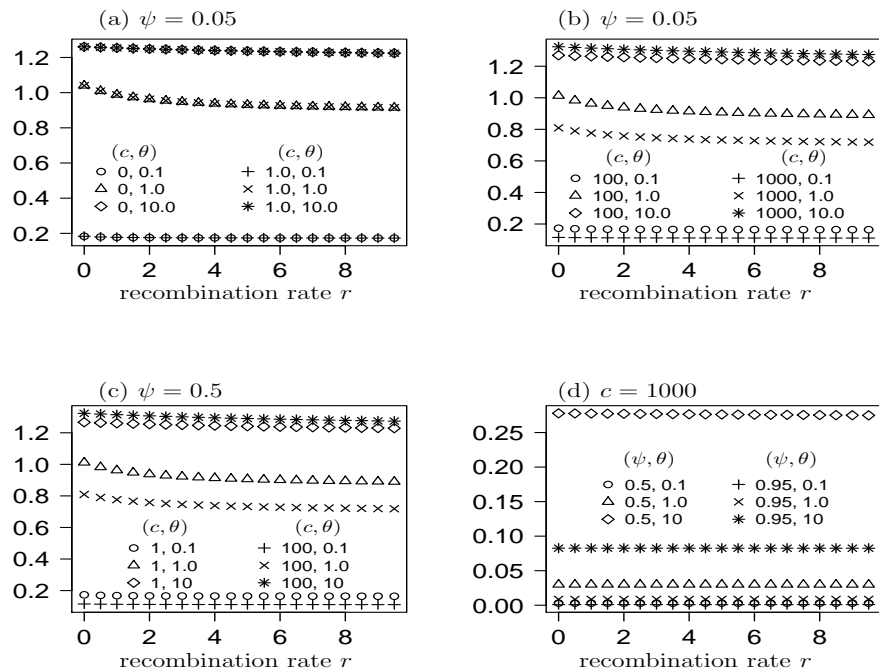 (a) ψ = 0.05
1.2
1.0
0.8
0.6
0.4
0.2
(c, θ) (c, θ)
0, 0.1 1.0, 0.1
0, 1.0 1.0, 1.0
0, 10.0 1.0, 10.0
0 2 4 6 8
recombination rate r
(b) ψ = 0.05
1.2
1.0
0.8
0.6
0.4
0.2
(c, θ) (c, θ)
100, 0.1 1000, 0.1
100, 1.0 1000, 1.0
100, 10.0 1000, 10.0
0 2 4 6 8
recombination rate r
(c) ψ = 0.5
1.2
1.0
0.8
0.6
0.4
0.2
(c, θ) (c, θ)
1, 0.1 100, 0.1
1, 1.0 100, 1.0
1, 10 100, 10
0 2 4 6 8
recombination rate r
(d) c = 1000
0.25
0.20
0.15
0.10
0.05
0.00
(ψ, θ) (ψ, θ)
0.5, 0.1 0.95, 0.1
0.5, 1.0 0.95, 1.0
0.5, 10 0.95, 10
0 2 4 6 8
recombination rate r